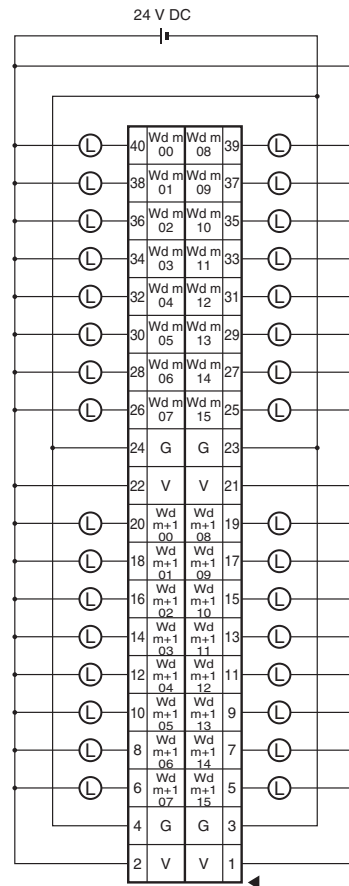 24 V DC
L 40 Wd m 00 Wd m 08 39 L
L 38 Wd m 01 Wd m 09 37 L
L 36 Wd m 02 Wd m 10 35 L
L 34 Wd m 03 Wd m 11 33 L
L 32 Wd m 04 Wd m 12 31 L
L 30 Wd m 05 Wd m 13 29 L
L 28 Wd m 06 Wd m 14 27 L
L 26 Wd m 07 Wd m 15 25 L
24 G G 23
22 V V 21
L 20 Wd m+1 00 Wd m+1 08 19 L
L 18 Wd m+1 01 Wd m+1 09 17 L
L 16 Wd m+1 02 Wd m+1 10 15 L
L 14 Wd m+1 03 Wd m+1 11 13 L
L 12 Wd m+1 04 Wd m+1 12 11 L
L 10 Wd m+1 05 Wd m+1 13 9 L
L 8 Wd m+1 06 Wd m+1 14 7 L
L 6 Wd m+1 07 Wd m+1 15 5 L
4 G G 3
2 V V 1